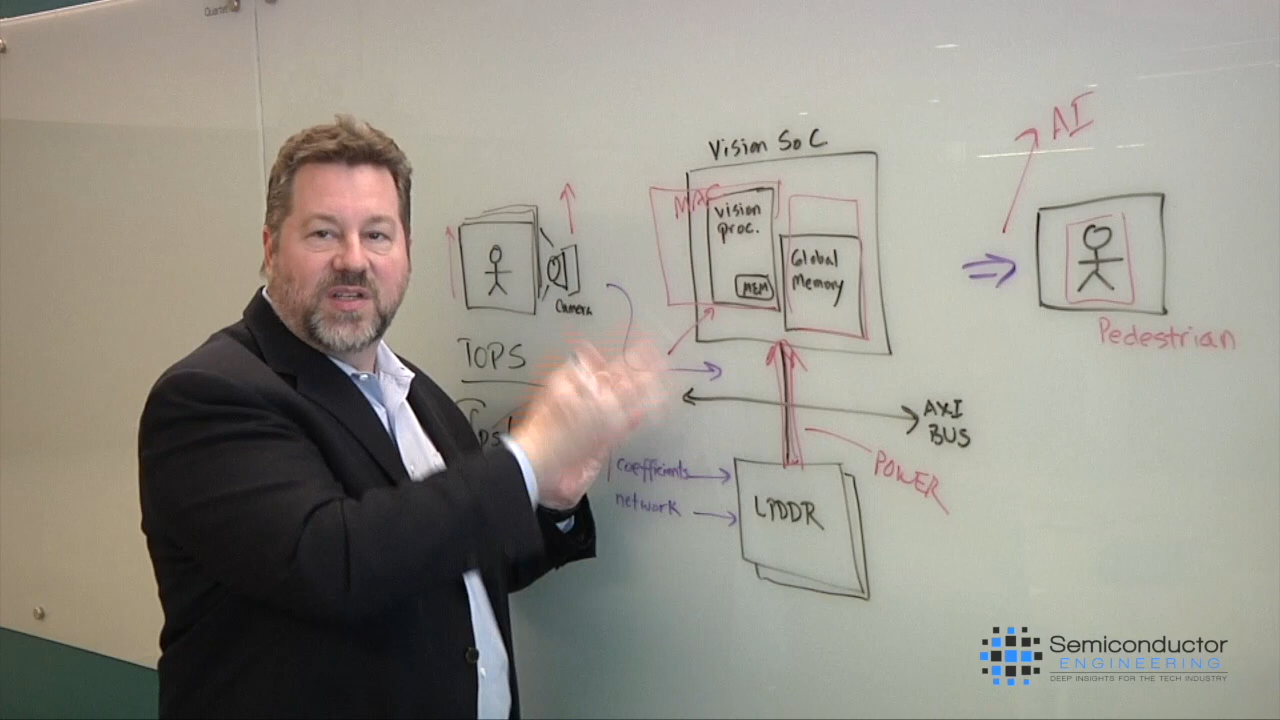 Quartet
Vision SoC
AI
MAC
Vision
proc.
MEM
Global
Memory
Camera
Pedestrian
TOPS
AXI
BUS
POWER
coefficients
network
LPDDR
Semiconductor
ENGINEERING
DEEP INSIGHTS FOR THE TECH INDUSTRY